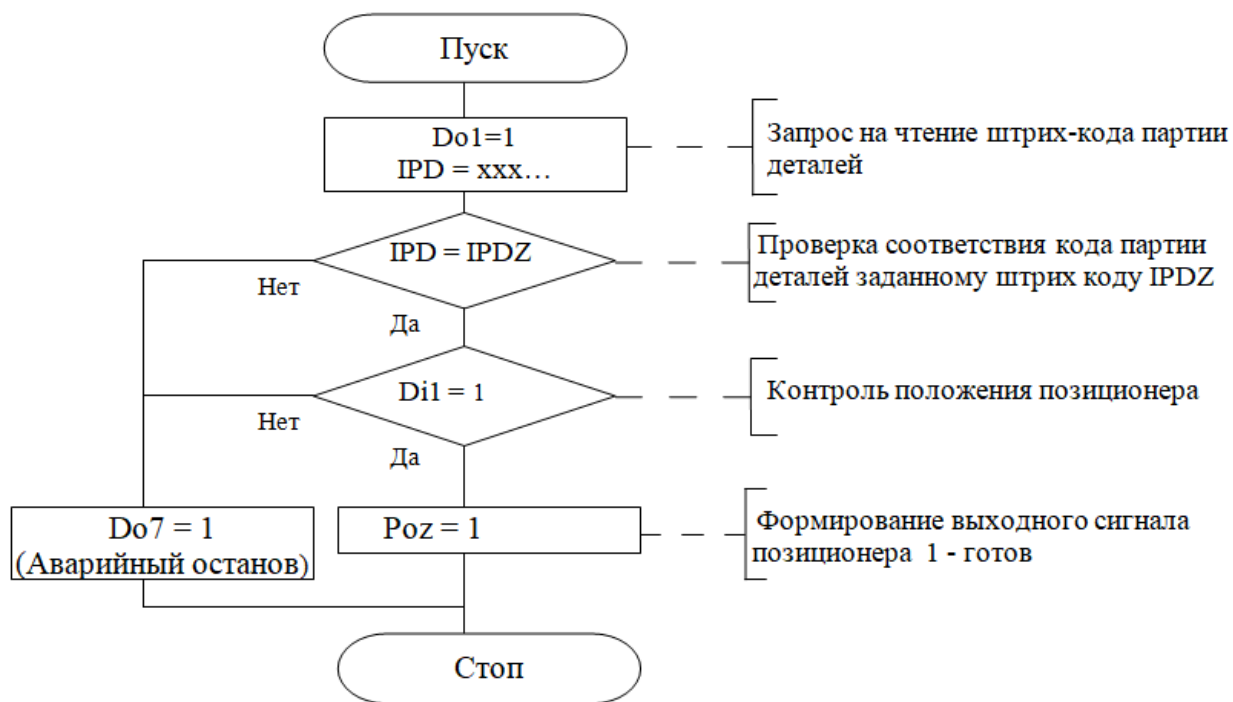 Пуск
Do1=1
IPD = xxx...
Запрос на чтение штрих-кода партии
деталей
IPD = IPDZ
Проверка соответствия кода партии
деталей заданному штрих коду IPDZ
Нет
Да
Di1 = 1
Контроль положения позиционера
Нет
Да
Do7 = 1
(Аварийный останов)
Poz = 1
Формирование выходного сигнала
позиционера 1 - готов
Стоп